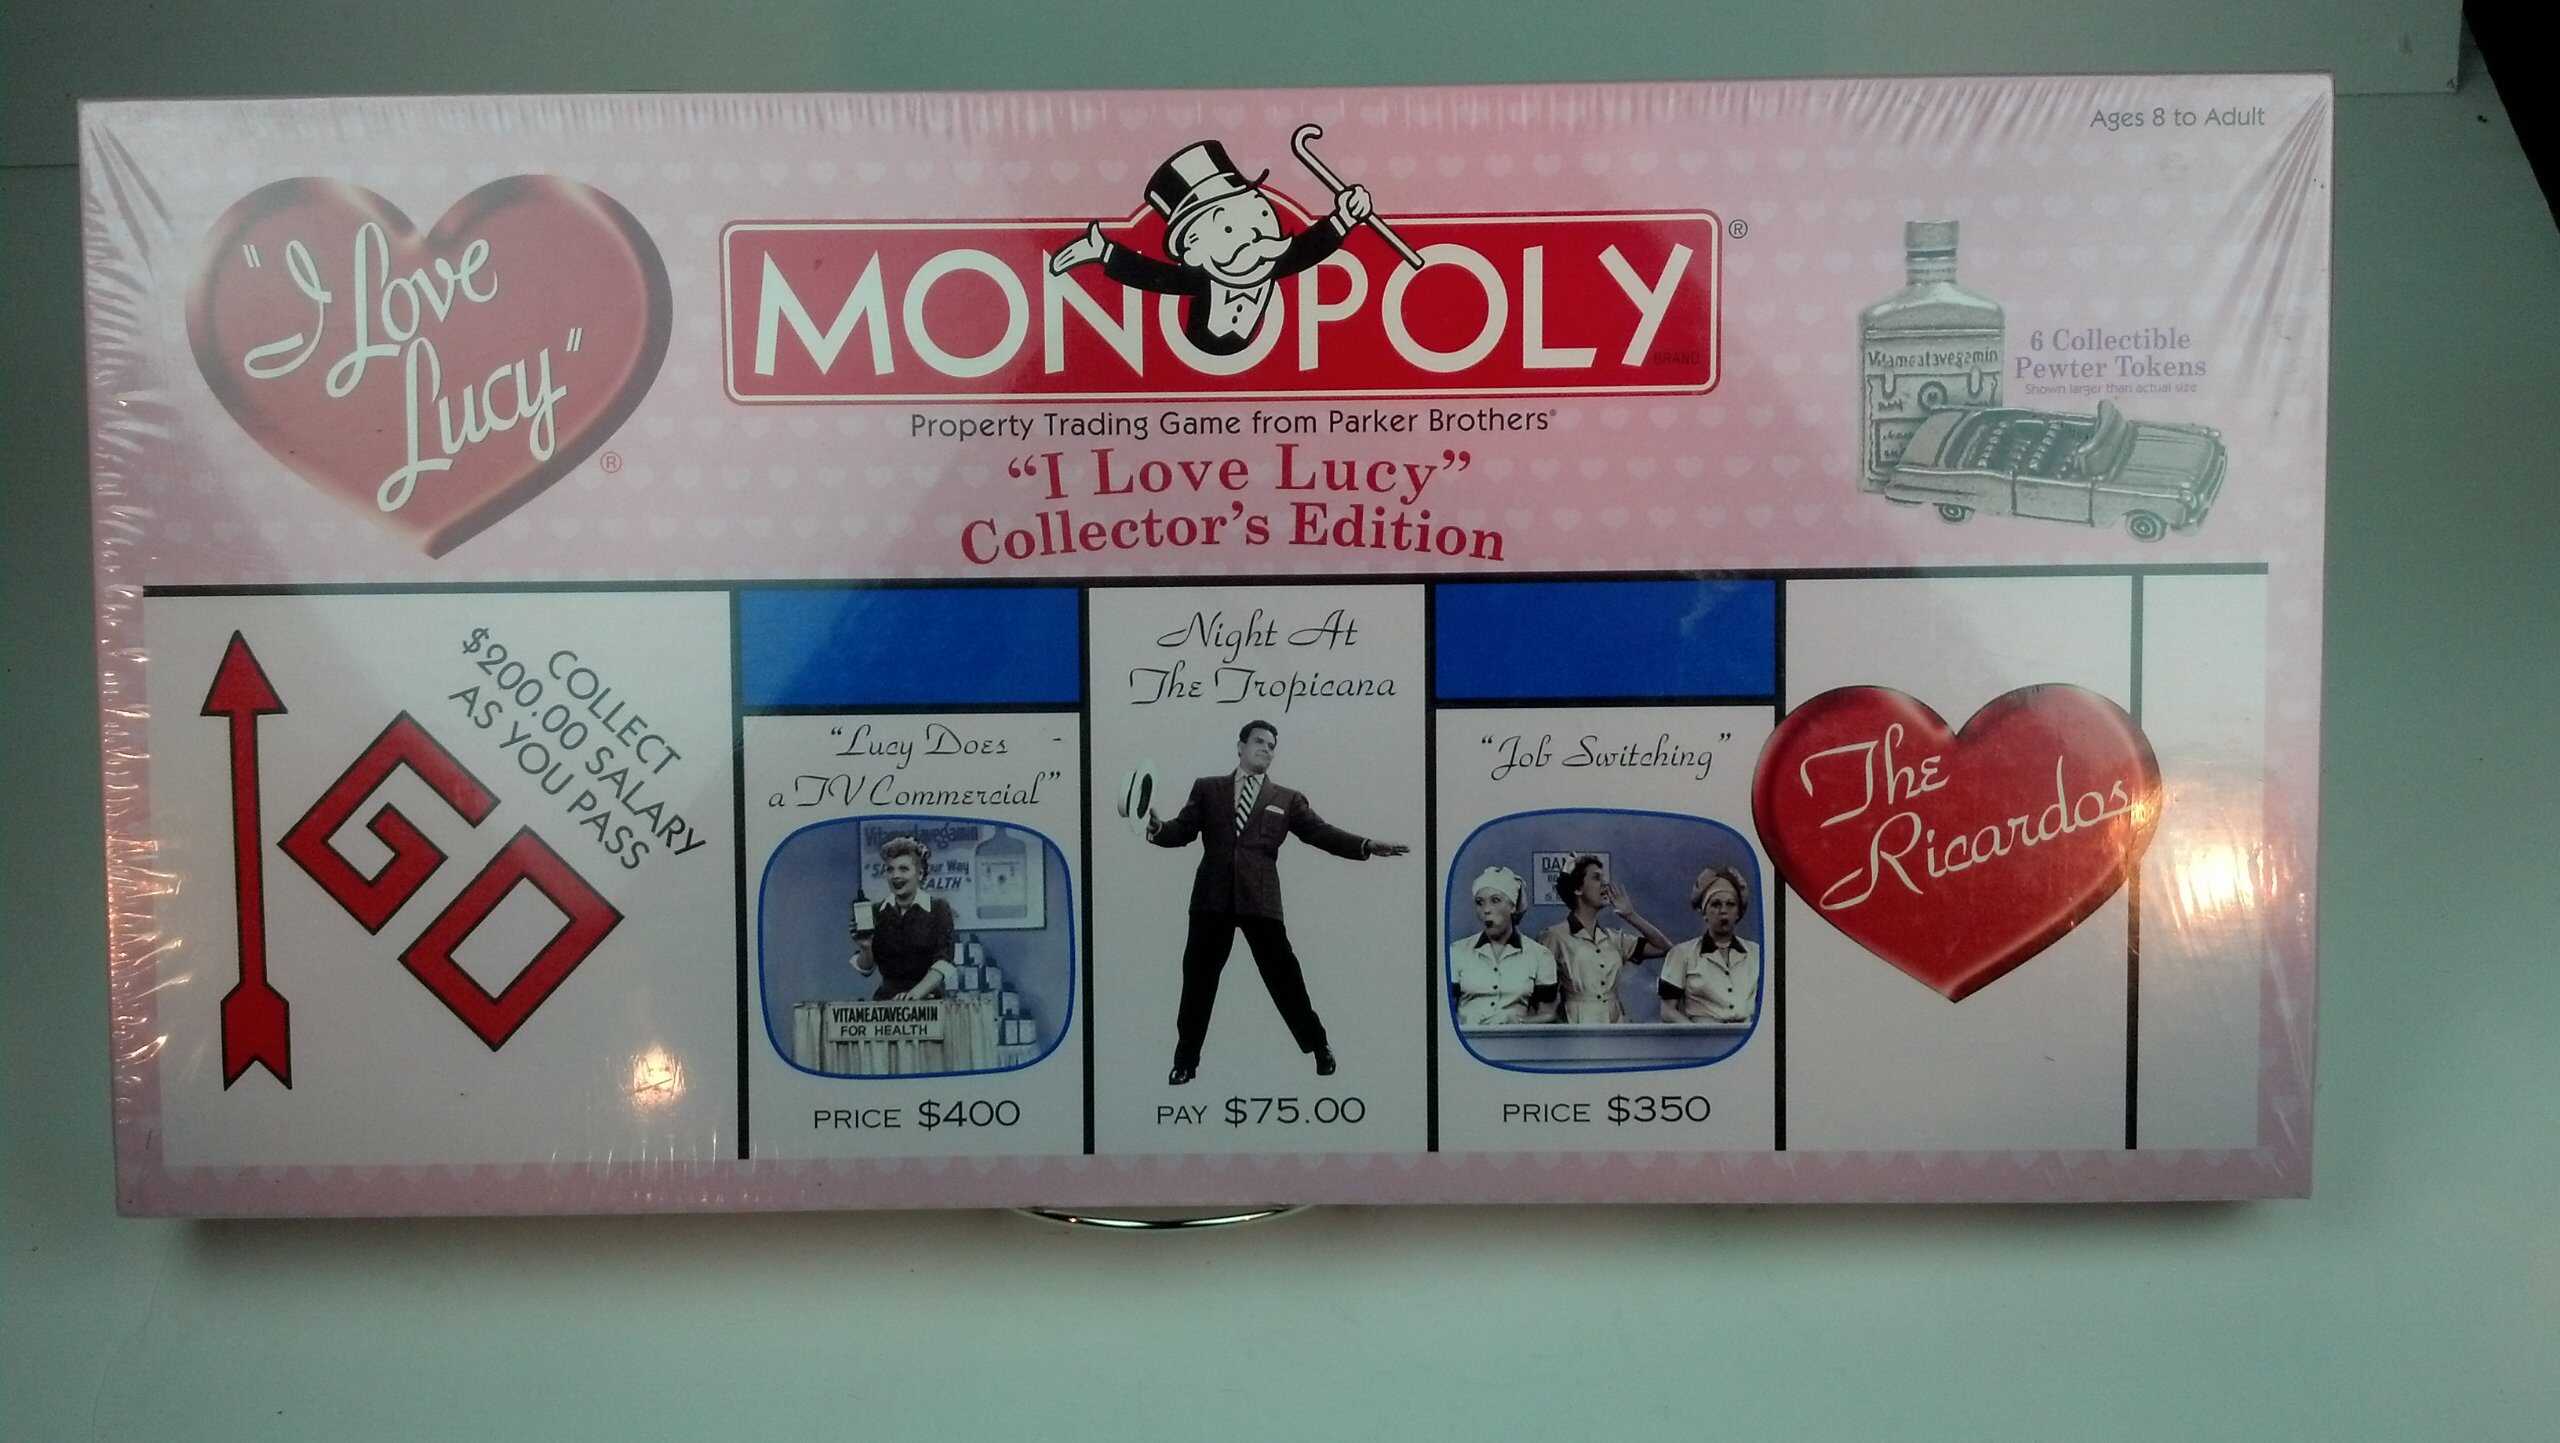 Ages 8 to Adult
"I Love
Lucy"
®
MONOPOLY
®
BRAND
Property Trading Game from Parker Brothers®
"I Love Lucy"
Collector's Edition
Vitameatavegamin
6 Collectible
Pewter Tokens
Shown larger than actual size
COLLECT
$200.00 SALARY
AS YOU PASS
GO
"Lucy Does
a TV Commercial"
Vitameatavegamin
VITAMEATAVEGAMIN
FOR HEALTH
PRICE $400
Night At
The Tropicana
PAY $75.00
"Job Switching"
PRICE $350
The
Ricardos